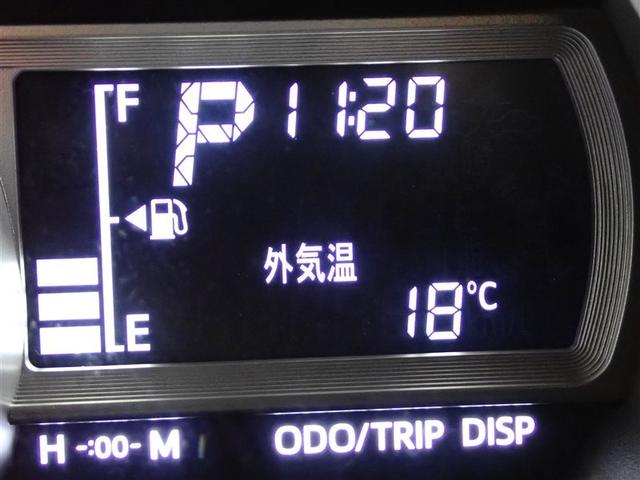 F P 11:20
外気温
18℃
E
H -:00- M ODO/TRIP DISP